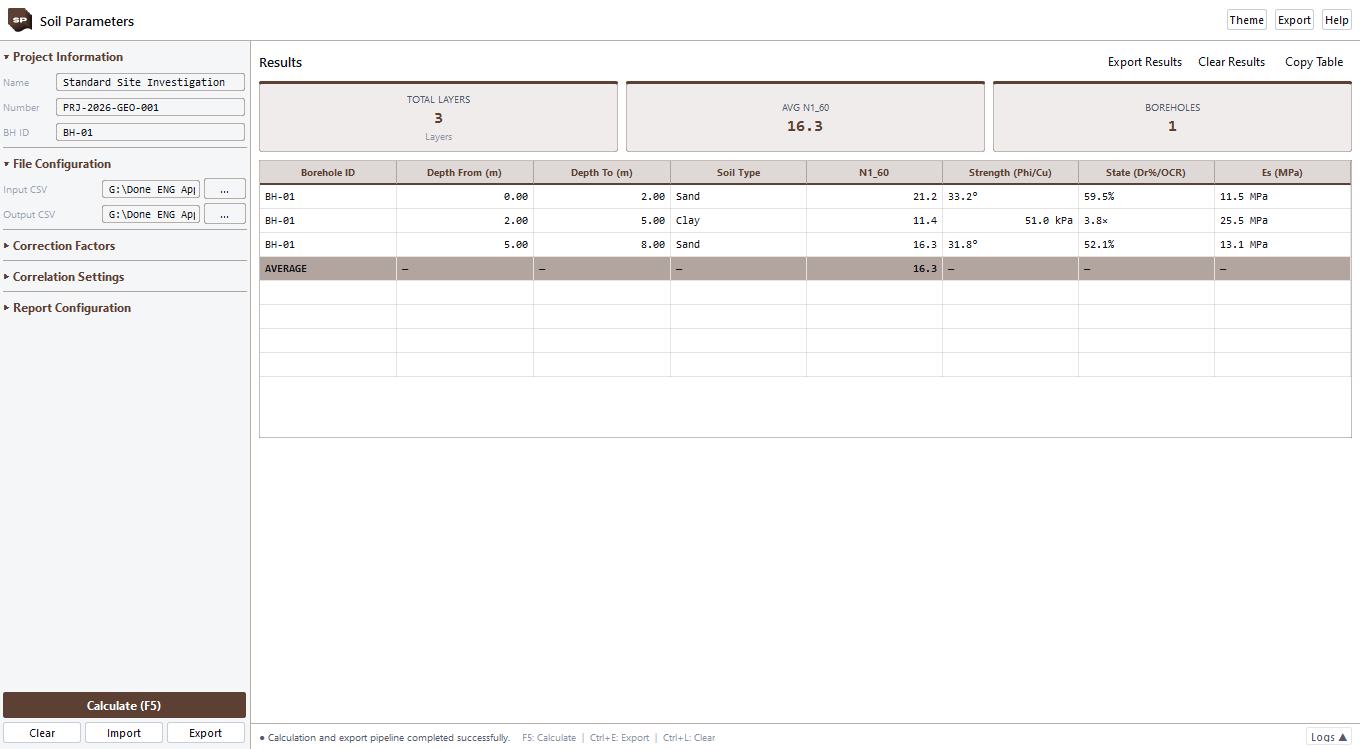 SP Soil Parameters Theme Export Help
▾ Project Information
Name Standard Site Investigation
Number PRJ-2026-GEO-001
BH ID BH-01
▾ File Configuration
Input CSV G:\Done ENG Ap ...
Output CSV G:\Done ENG Ap ...
▸ Correction Factors
▸ Correlation Settings
▸ Report Configuration
Calculate (F5)
Clear Import Export
Results Export Results Clear Results Copy Table
TOTAL LAYERS
3
Layers
AVG N1_60
16.3
BOREHOLES
1
Borehole ID Depth From (m) Depth To (m) Soil Type N1_60 Strength (Phi/Cu) State (Dr%/OCR) Es (MPa)
BH-01 0.00 2.00 Sand 21.2 33.2° 59.5% 11.5 MPa
BH-01 2.00 5.00 Clay 11.4 51.0 kPa 3.8× 25.5 MPa
BH-01 5.00 8.00 Sand 16.3 31.8° 52.1% 13.1 MPa
AVERAGE — — — 16.3 — — —
● Calculation and export pipeline completed successfully. F5: Calculate | Ctrl+E: Export | Ctrl+L: Clear Logs ▲